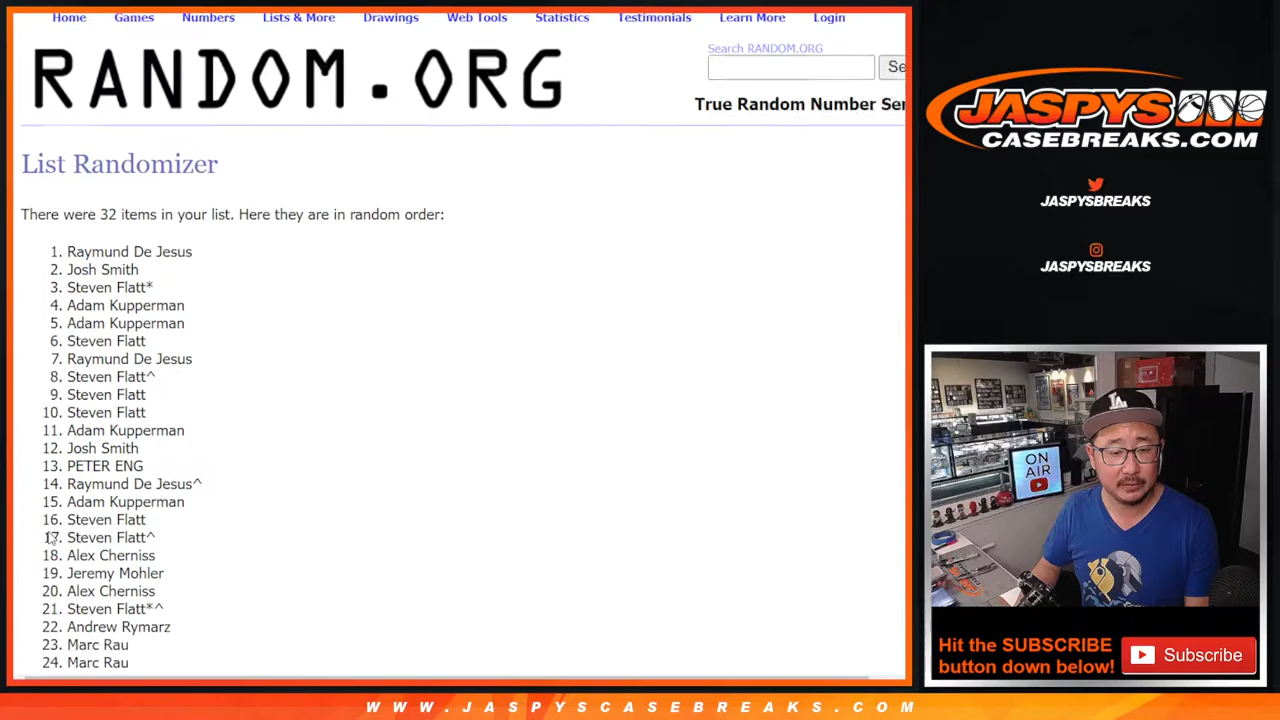 Home Games Numbers Lists & More Drawings Web Tools Statistics Testimonials Learn More Login
RANDOM.ORG
Search RANDOM.ORG
Se
True Random Number Ser
List Randomizer
There were 32 items in your list. Here they are in random order:
1. Raymund De Jesus
2. Josh Smith
3. Steven Flatt*
4. Adam Kupperman
5. Adam Kupperman
6. Steven Flatt
7. Raymund De Jesus
8. Steven Flatt^
9. Steven Flatt
10. Steven Flatt
11. Adam Kupperman
12. Josh Smith
13. PETER ENG
14. Raymund De Jesus^
15. Adam Kupperman
16. Steven Flatt
17. Steven Flatt^
18. Alex Cherniss
19. Jeremy Mohler
20. Alex Cherniss
21. Steven Flatt*^
22. Andrew Rymarz
23. Marc Rau
24. Marc Rau
JASPYS
CASEBREAKS.COM
JASPYSBREAKS
JASPYSBREAKS
LA
ON
AIR
Hit the SUBSCRIBE
button down below!
Subscribe
WWW.JASPYSCASEBREAKS.COM